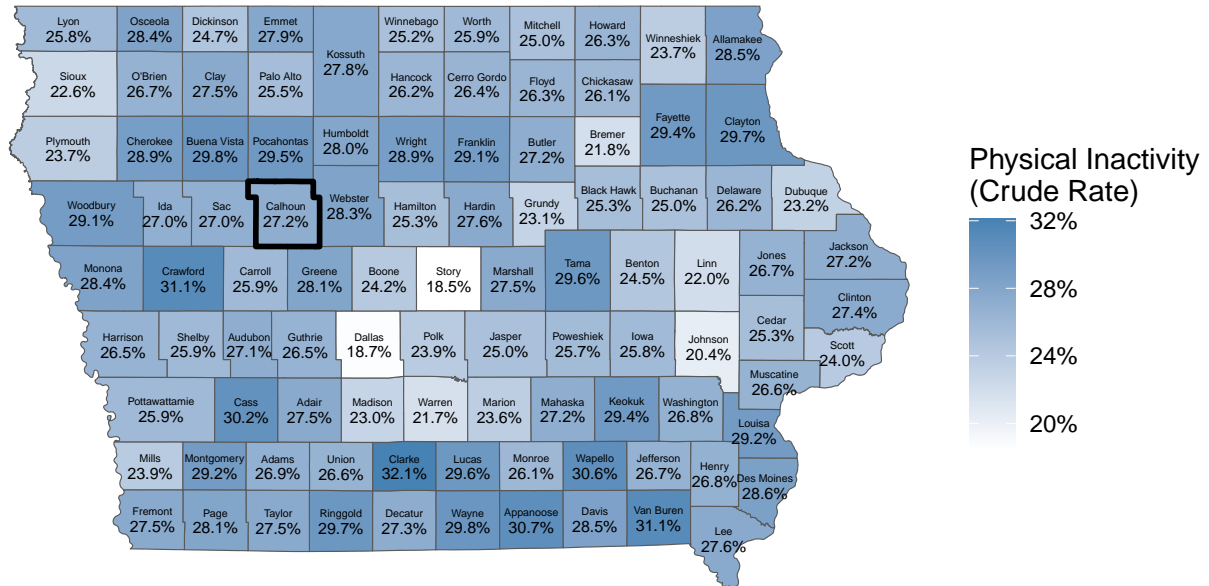 Lyon
25.8%
Osceola
28.4%
Dickinson
24.7%
Emmet
27.9%
Kossuth
27.8%
Winnebago
25.2%
Worth
25.9%
Mitchell
25.0%
Howard
26.3%
Winneshiek
23.7%
Allamakee
28.5%
Sioux
22.6%
O'Brien
26.7%
Clay
27.5%
Palo Alto
25.5%
Hancock
26.2%
Cerro Gordo
26.4%
Floyd
26.3%
Chickasaw
26.1%
Fayette
29.4%
Clayton
29.7%
Plymouth
23.7%
Cherokee
28.9%
Buena Vista
29.8%
Pocahontas
29.5%
Humboldt
28.0%
Wright
28.9%
Franklin
29.1%
Butler
27.2%
Bremer
21.8%
Woodbury
29.1%
Ida
27.0%
Sac
27.0%
Calhoun
27.2%
Webster
28.3%
Hamilton
25.3%
Hardin
27.6%
Grundy
23.1%
Black Hawk
25.3%
Buchanan
25.0%
Delaware
26.2%
Dubuque
23.2%
Monona
28.4%
Crawford
31.1%
Carroll
25.9%
Greene
28.1%
Boone
24.2%
Story
18.5%
Marshall
27.5%
Tama
29.6%
Benton
24.5%
Linn
22.0%
Jones
26.7%
Jackson
27.2%
Clinton
27.4%
Harrison
26.5%
Shelby
25.9%
Audubon
27.1%
Guthrie
26.5%
Dallas
18.7%
Polk
23.9%
Jasper
25.0%
Poweshiek
25.7%
Iowa
25.8%
Johnson
20.4%
Cedar
25.3%
Scott
24.0%
Muscatine
26.6%
Pottawattamie
25.9%
Cass
30.2%
Adair
27.5%
Madison
23.0%
Warren
21.7%
Marion
23.6%
Mahaska
27.2%
Keokuk
29.4%
Washington
26.8%
Louisa
29.2%
Mills
23.9%
Montgomery
29.2%
Adams
26.9%
Union
26.6%
Clarke
32.1%
Lucas
29.6%
Monroe
26.1%
Wapello
30.6%
Jefferson
26.7%
Henry
26.8%
Des Moines
28.6%
Fremont
27.5%
Page
28.1%
Taylor
27.5%
Ringgold
29.7%
Decatur
27.3%
Wayne
29.8%
Appanoose
30.7%
Davis
28.5%
Van Buren
31.1%
Lee
27.6%
Physical Inactivity
(Crude Rate)
32%
28%
24%
20%